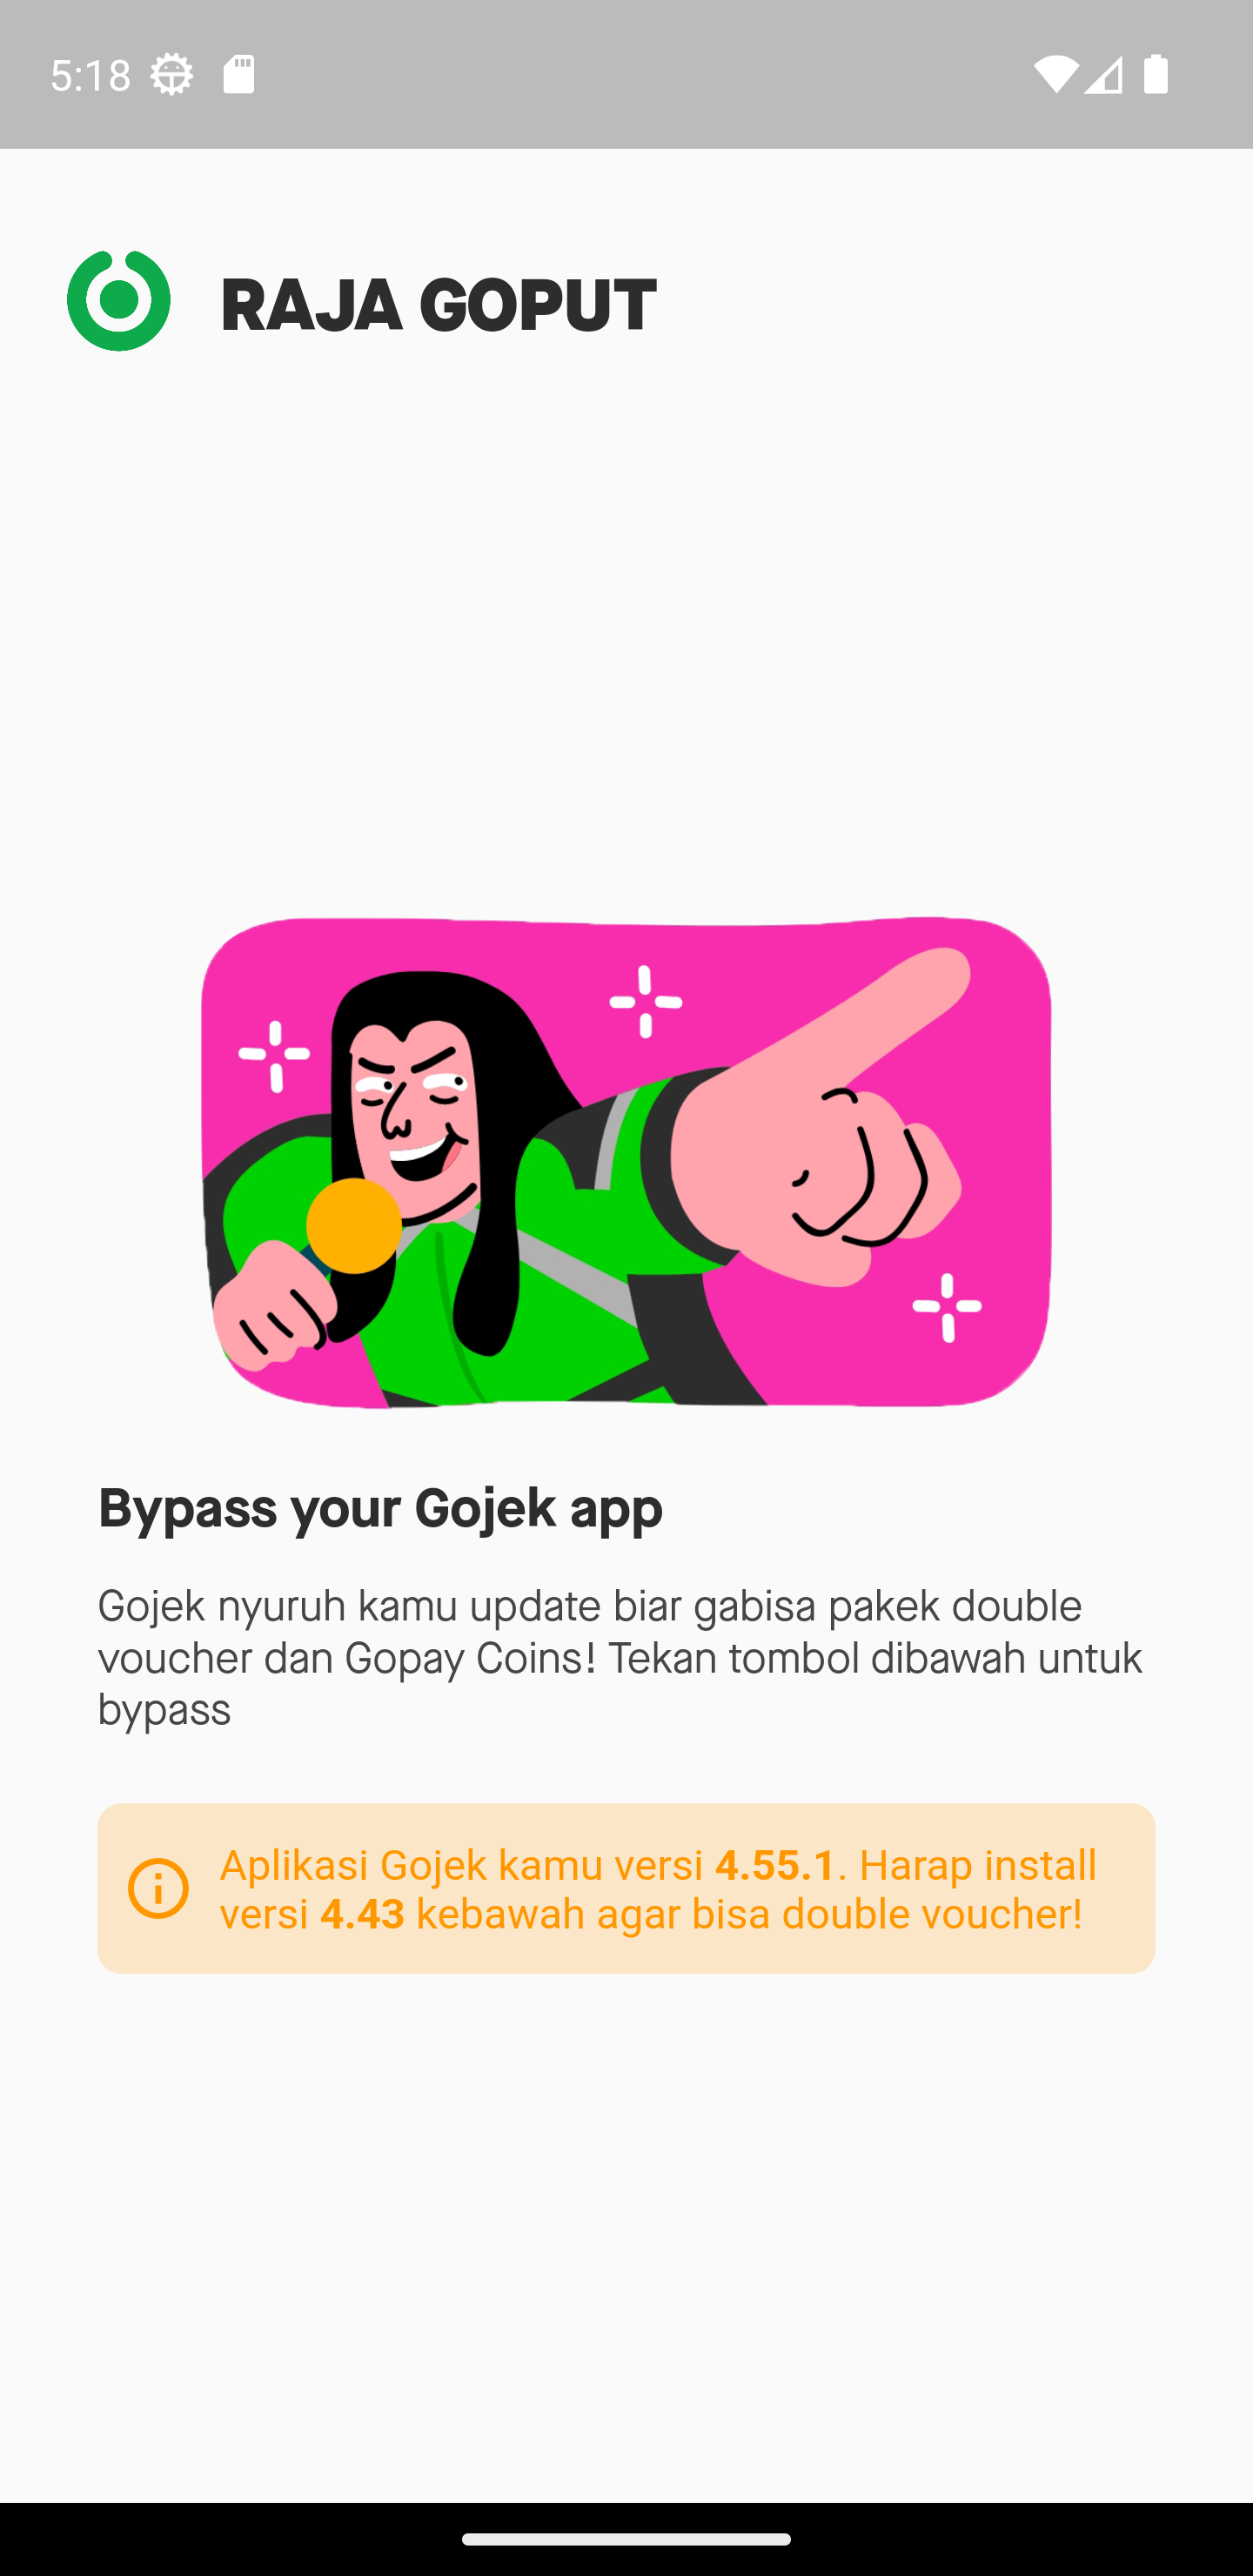 5:18
RAJA GOPUT
Bypass your Gojek app
Gojek nyuruh kamu update biar gabisa pakek double
voucher dan Gopay Coins! Tekan tombol dibawah untuk
bypass
Aplikasi Gojek kamu versi 4.55.1. Harap install
versi 4.43 kebawah agar bisa double voucher!